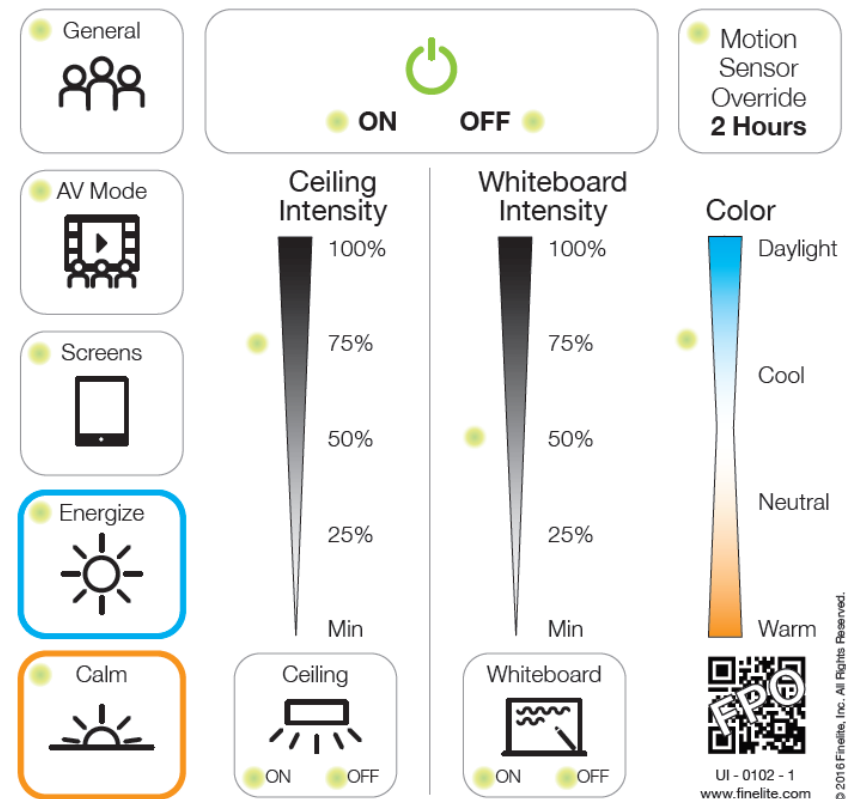 General
ON
OFF
Motion
Sensor
Override
2 Hours
AV Mode
Screens
Energize
Calm
Ceiling
Intensity
100%
75%
50%
25%
Min
Ceiling
ON
OFF
Whiteboard
Intensity
100%
75%
50%
25%
Min
Whiteboard
ON
OFF
Color
Daylight
Cool
Neutral
Warm
FPO
UI - 0102 - 1
www.finelite.com
© 2016 Finelite, Inc. All Rights Reserved.